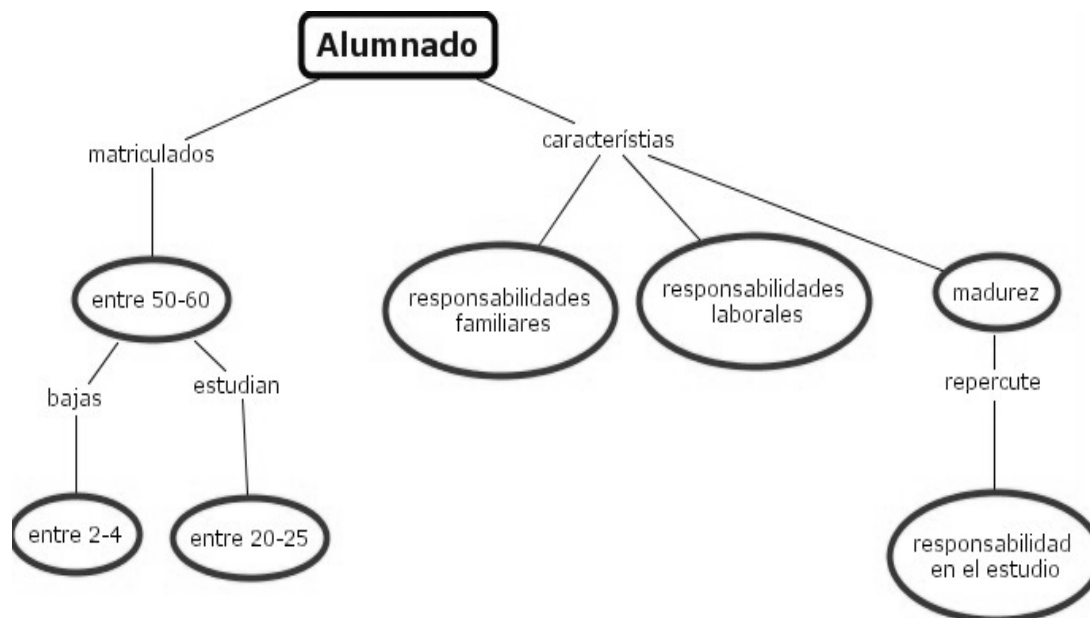 Alumnado
matriculados
característias
entre 50-60
responsabilidades
familiares
responsabilidades
laborales
madurez
bajas
estudian
repercute
entre 2-4
entre 20-25
responsabilidad
en el estudio